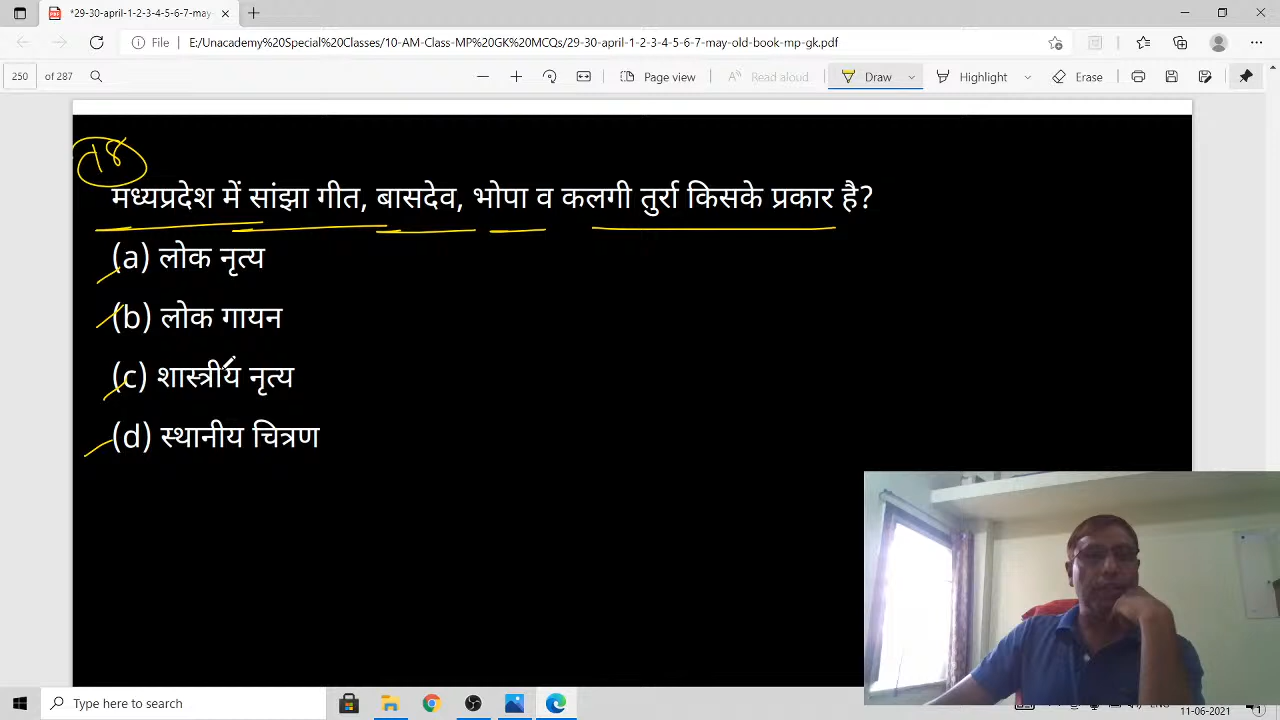 *29-30-april-1-2-3-4-5-6-7-may-
File E:/Unacademy%20Special%20Classes/10-AM-Class-MP%20GK%20MCQs/29-30-april-1-2-3-4-5-6-7-may-old-book-mp-gk.pdf
250 of 287 Page view Read aloud Draw Highlight Erase
18
मध्यप्रदेश में सांझा गीत, बासदेव, भोपा व कलगी तुर्रा किसके प्रकार है?
(a) लोक नृत्य
(b) लोक गायन
(c) शास्त्रीय नृत्य
(d) स्थानीय चित्रण
Type here to search
11-06-2021